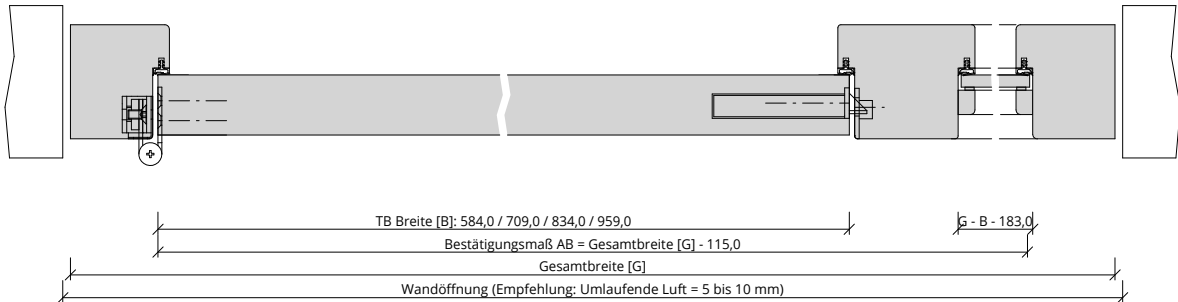 TB Breite [B]: 584,0 / 709,0 / 834,0 / 959,0
G - B - 183,0
Bestätigungsmaß AB = Gesamtbreite [G] - 115,0
Gesamtbreite [G]
Wandöffnung (Empfehlung: Umlaufende Luft = 5 bis 10 mm)